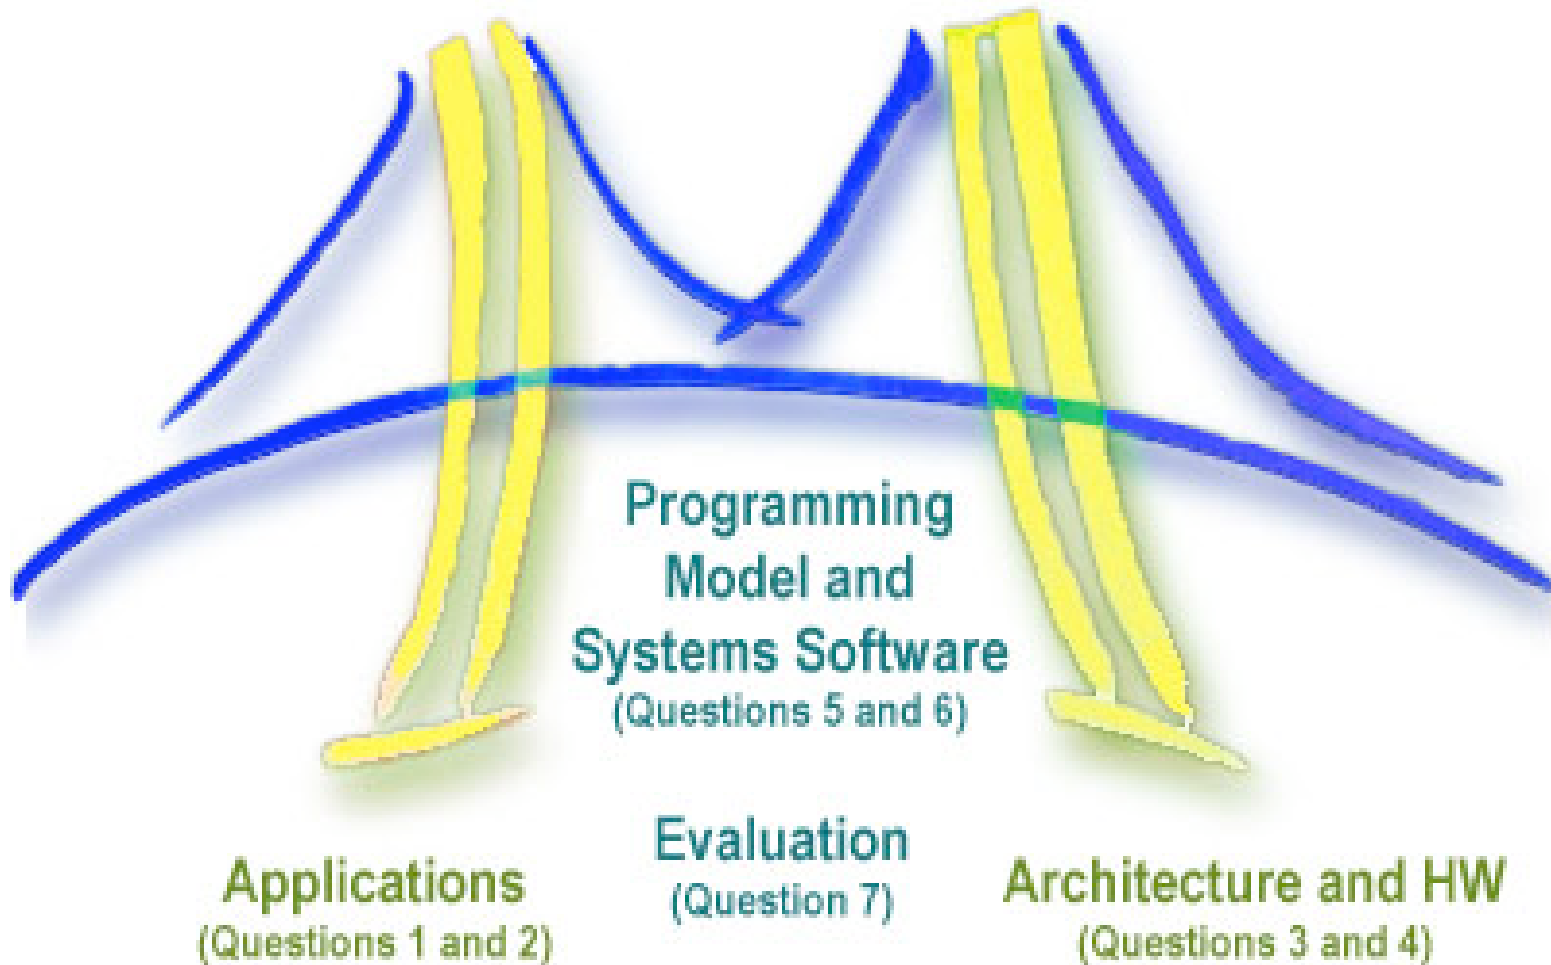 Programming
Model and
Systems Software
(Questions 5 and 6)
Evaluation
(Question 7)
Applications
(Questions 1 and 2)
Architecture and HW
(Questions 3 and 4)